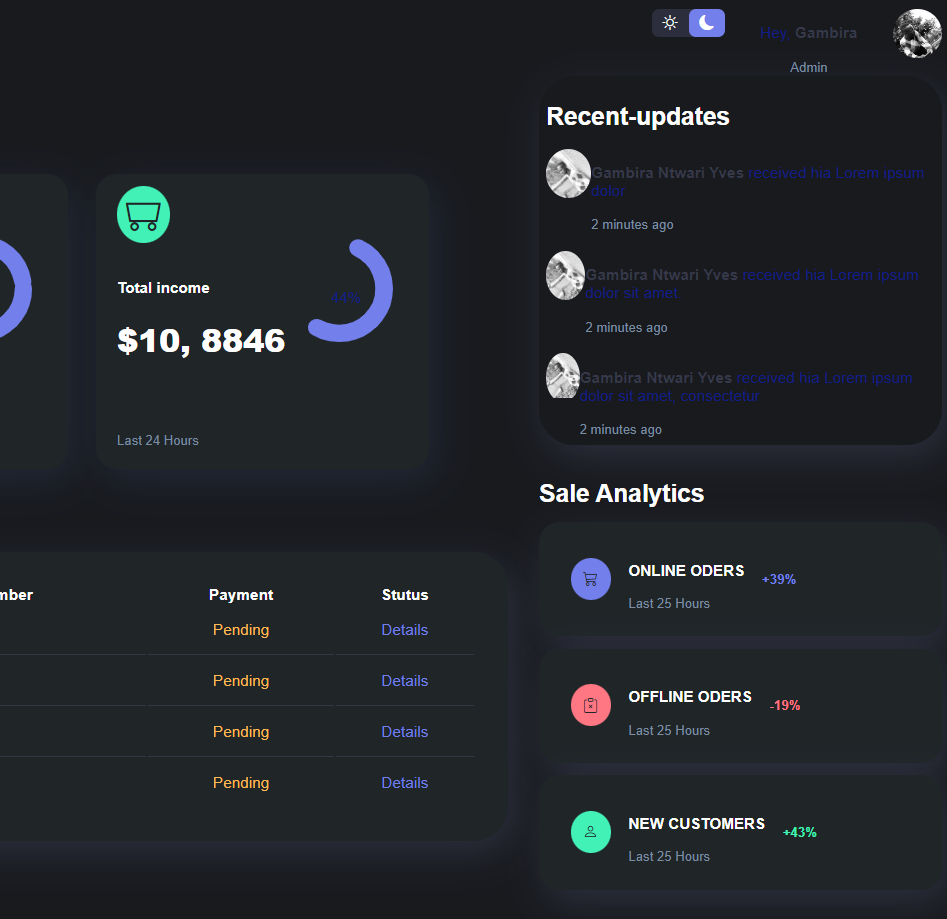 Hey, Gambira
Admin
Recent-updates
Gambira Ntwari Yves received hia Lorem ipsum
dolor
2 minutes ago
Gambira Ntwari Yves received hia Lorem ipsum
dolor sit amet
2 minutes ago
Gambira Ntwari Yves received hia Lorem ipsum
dolor sit amet, consectetur
2 minutes ago
Total income
$10, 8846
44%
Last 24 Hours
Sale Analytics
ONLINE ODERS +39%
Last 25 Hours
OFFLINE ODERS -19%
Last 25 Hours
NEW CUSTOMERS +43%
Last 25 Hours
mber Payment Stutus
Pending Details
Pending Details
Pending Details
Pending Details